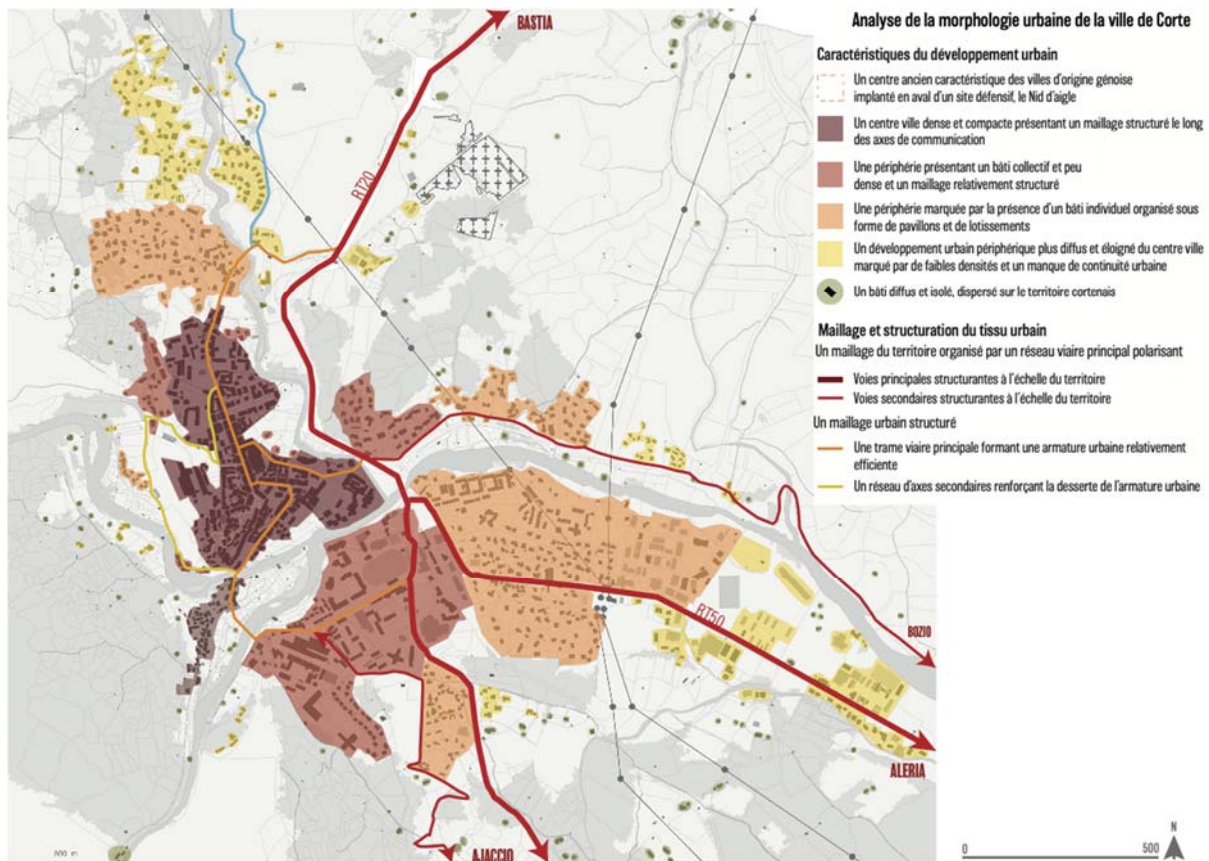 BASTIA
RT20
RT50
BOZIO
ALERIA
AJACCIO
600 m
Analyse de la morphologie urbaine de la ville de Corte
Caractéristiques du développement urbain
Un centre ancien caractéristique des villes d'origine génoise
implanté en aval d'un site défensif, le Nid d'aigle
Un centre ville dense et compacte présentant un maillage structuré le long
des axes de communication
Une périphérie présentant un bâti collectif et peu
dense et un maillage relativement structuré
Une périphérie marquée par la présence d'un bâti individuel organisé sous
forme de pavillons et de lotissements
Un développement urbain périphérique plus diffus et éloigné du centre ville
marqué par de faibles densités et un manque de continuité urbaine
Un bâti diffus et isolé, dispersé sur le territoire cortenais
Maillage et structuration du tissu urbain
Un maillage du territoire organisé par un réseau viaire principal polarisant
Voies principales structurantes à l'échelle du territoire
Voies secondaires structurantes à l'échelle du territoire
Un maillage urbain structuré
Une trame viaire principale formant une armature urbaine relativement
efficiente
Un réseau d'axes secondaires renforçant la desserte de l'armature urbaine
0 500
N